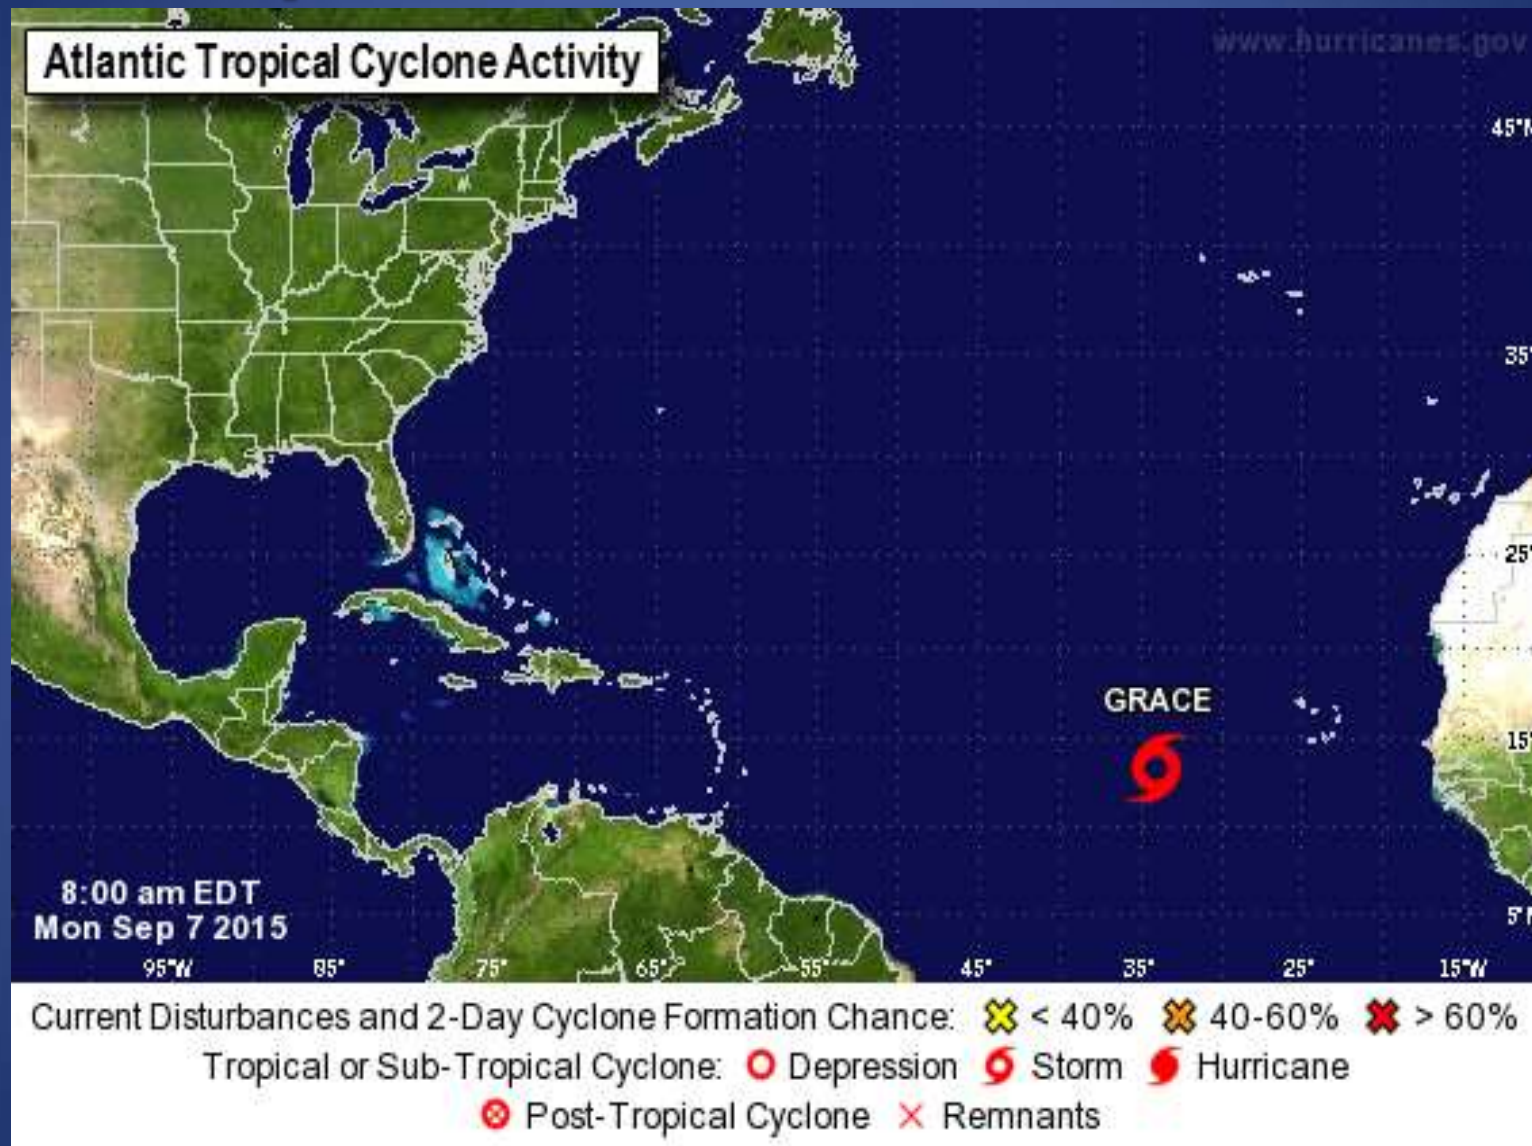 Atlantic Tropical Cyclone Activity
www.hurricanes.gov
45°N
35°
25°
GRACE
15°
8:00 am EDT
Mon Sep 7 2015
5°N
95°W 85° 75° 65° 55° 45° 35° 25° 15°W
Current Disturbances and 2-Day Cyclone Formation Chance: < 40% 40-60% > 60%
Tropical or Sub-Tropical Cyclone: Depression Storm Hurricane
Post-Tropical Cyclone Remnants